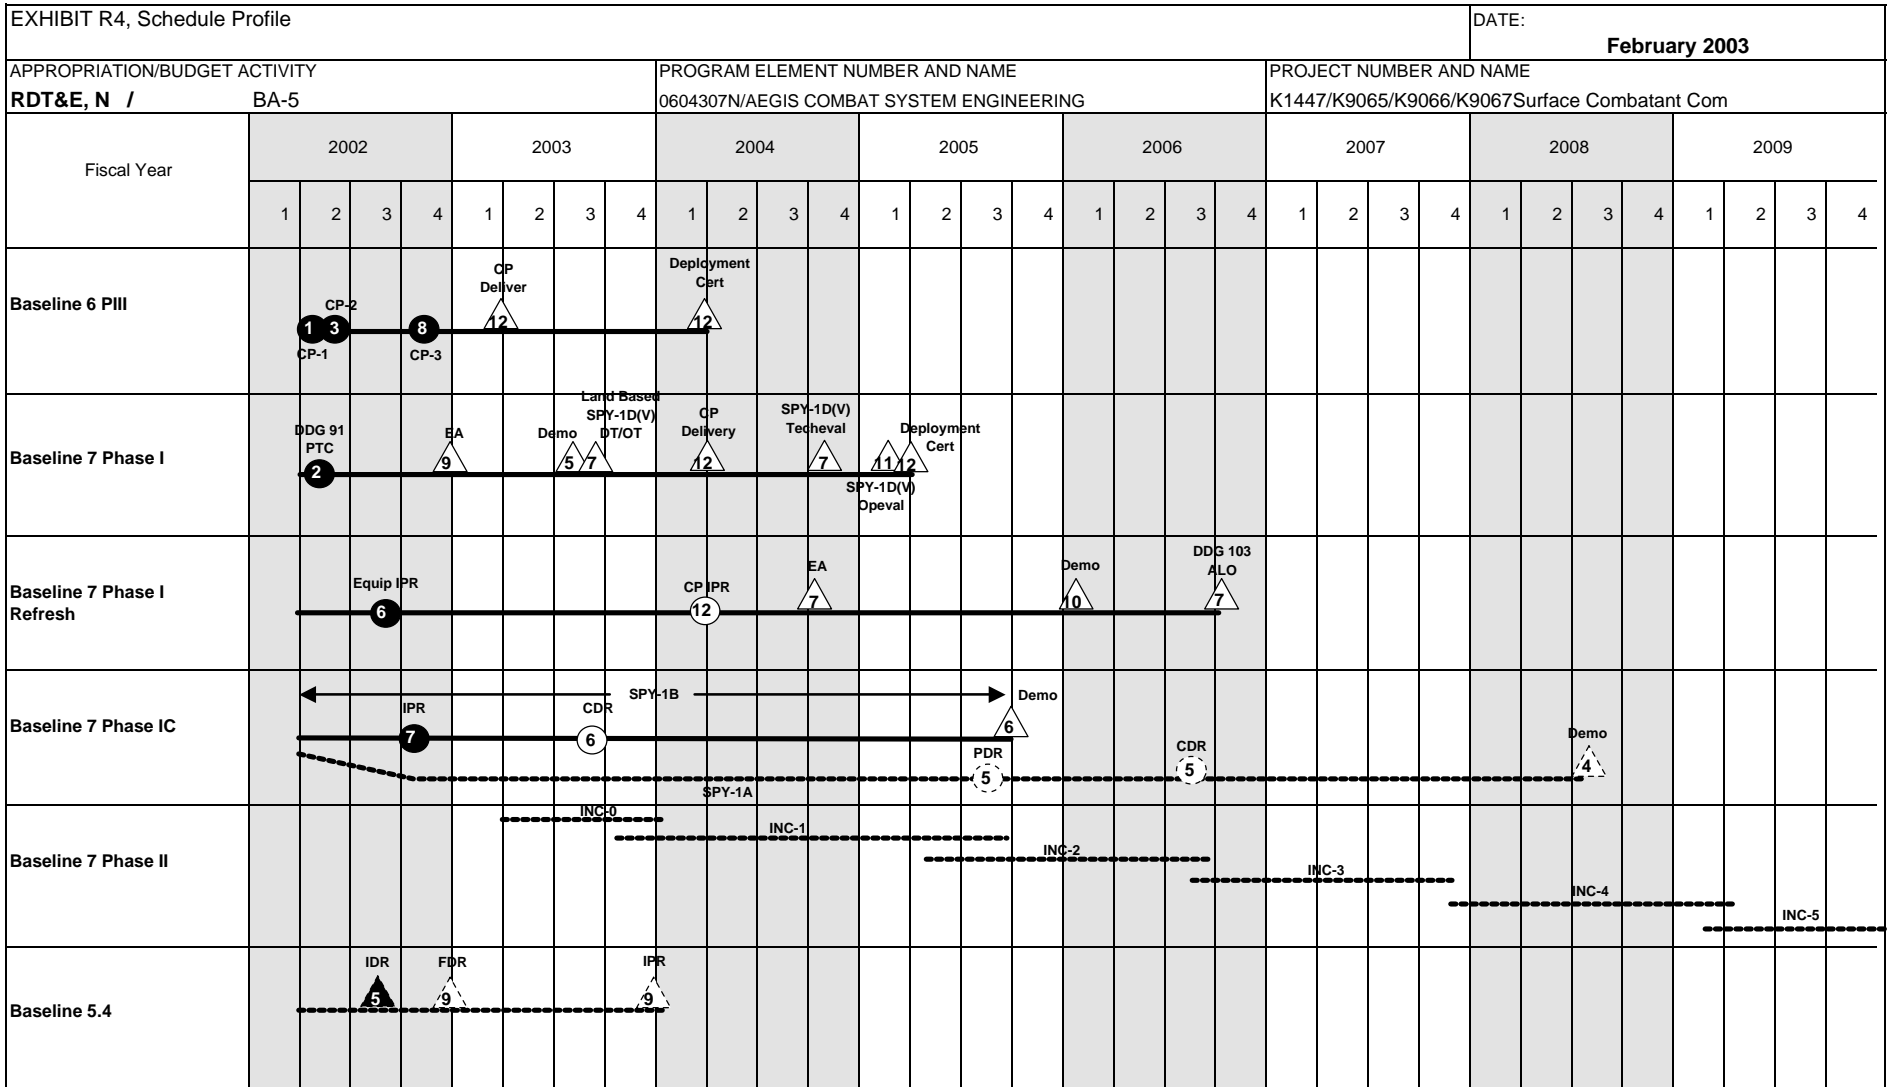 EXHIBIT R4, Schedule Profile
DATE:
February 2003
APPROPRIATION/BUDGET ACTIVITY
PROGRAM ELEMENT NUMBER AND NAME
PROJECT NUMBER AND NAME
RDT&E, N / BA-5
0604307N/AEGIS COMBAT SYSTEM ENGINEERING
K1447/K9065/K9066/K9067Surface Combatant Com
Fiscal Year
2002 2003 2004 2005 2006 2007 2008 2009
1 2 3 4 1 2 3 4 1 2 3 4 1 2 3 4 1 2 3 4 1 2 3 4 1 2 3 4 1 2 3 4
Baseline 6 PIII
CP-2
CP
Deliver
Deployment
Cert
1 3 8 12 12
CP-1
CP-3
Baseline 7 Phase I
DDG 91
PTC
EA
Demo
Land Based
SPY-1D(V)
DT/OT
CP
Delivery
SPY-1D(V)
Techeval
Deployment
Cert
2 9 5 7 12 7 11 12
SPY-1D(V)
Opeval
Baseline 7 Phase I
Refresh
Equip IPR
CP IPR
EA
Demo
DDG 103
ALO
6 12 7 10 7
Baseline 7 Phase IC
SPY-1B
IPR
CDR
Demo
7 6 6
PDR
CDR
Demo
5 5 4
SPY-1A
Baseline 7 Phase II
INC-0
INC-1
INC-2
INC-3
INC-4
INC-5
Baseline 5.4
IDR
FDR
IPR
5 9 9